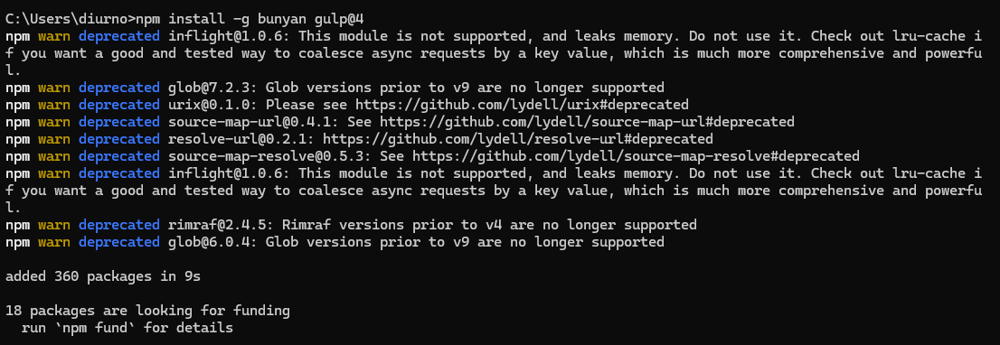 C:\Users\diurno>npm install -g bunyan gulp@4
npm warn deprecated inflight@1.0.6: This module is not supported, and leaks memory. Do not use it. Check out lru-cache i
f you want a good and tested way to coalesce async requests by a key value, which is much more comprehensive and powerfu
l.
npm warn deprecated glob@7.2.3: Glob versions prior to v9 are no longer supported
npm warn deprecated urix@0.1.0: Please see https://github.com/lydell/urix#deprecated
npm warn deprecated source-map-url@0.4.1: See https://github.com/lydell/source-map-url#deprecated
npm warn deprecated resolve-url@0.2.1: https://github.com/lydell/resolve-url#deprecated
npm warn deprecated source-map-resolve@0.5.3: See https://github.com/lydell/source-map-resolve#deprecated
npm warn deprecated inflight@1.0.6: This module is not supported, and leaks memory. Do not use it. Check out lru-cache i
f you want a good and tested way to coalesce async requests by a key value, which is much more comprehensive and powerfu
l.
npm warn deprecated rimraf@2.4.5: Rimraf versions prior to v4 are no longer supported
npm warn deprecated glob@6.0.4: Glob versions prior to v9 are no longer supported
added 360 packages in 9s
18 packages are looking for funding
run `npm fund` for details